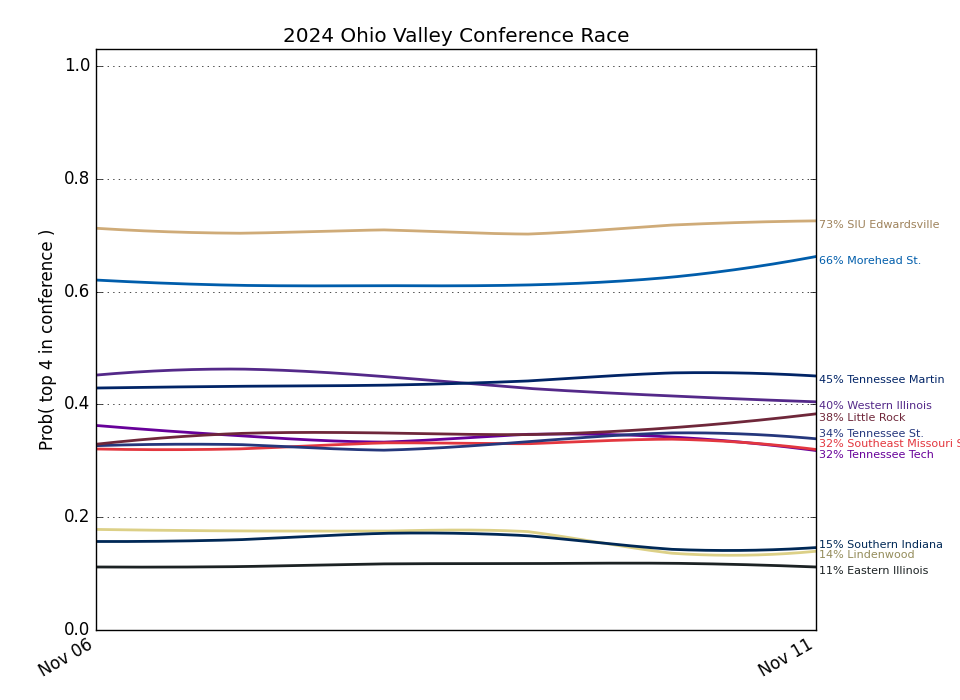 2024 Ohio Valley Conference Race
Prob( top 4 in conference )
1.0
0.8
0.6
0.4
0.2
0.0
Nov 06
Nov 11
73% SIU Edwardsville
66% Morehead St.
45% Tennessee Martin
40% Western Illinois
38% Little Rock
34% Tennessee St.
32% Southeast Missouri S
32% Tennessee Tech
15% Southern Indiana
14% Lindenwood
11% Eastern Illinois